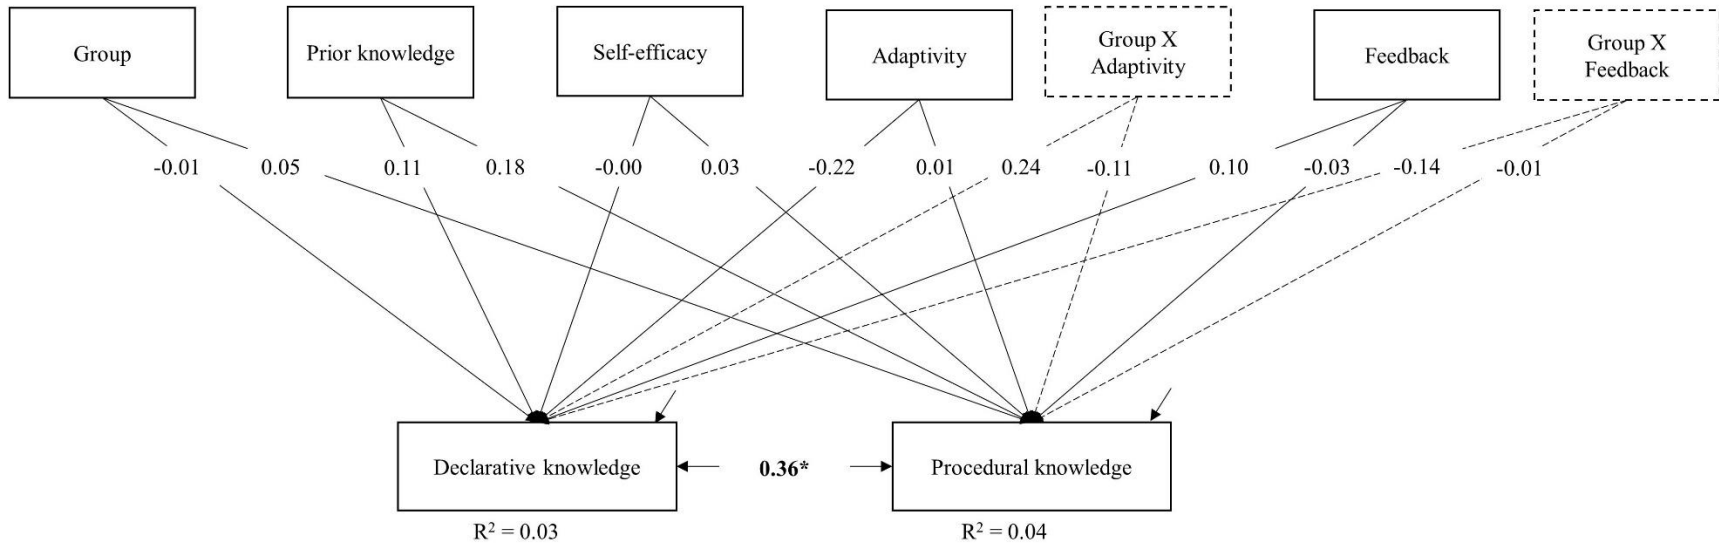 Group
Prior knowledge
Self-efficacy
Adaptivity
Group X
Adaptivity
Feedback
Group X
Feedback
-0.01
0.05
0.11
0.18
-0.00
0.03
-0.22
0.01
0.24
-0.11
0.10
-0.03
-0.14
-0.01
Declarative knowledge
0.36*
Procedural knowledge
R² = 0.03
R² = 0.04